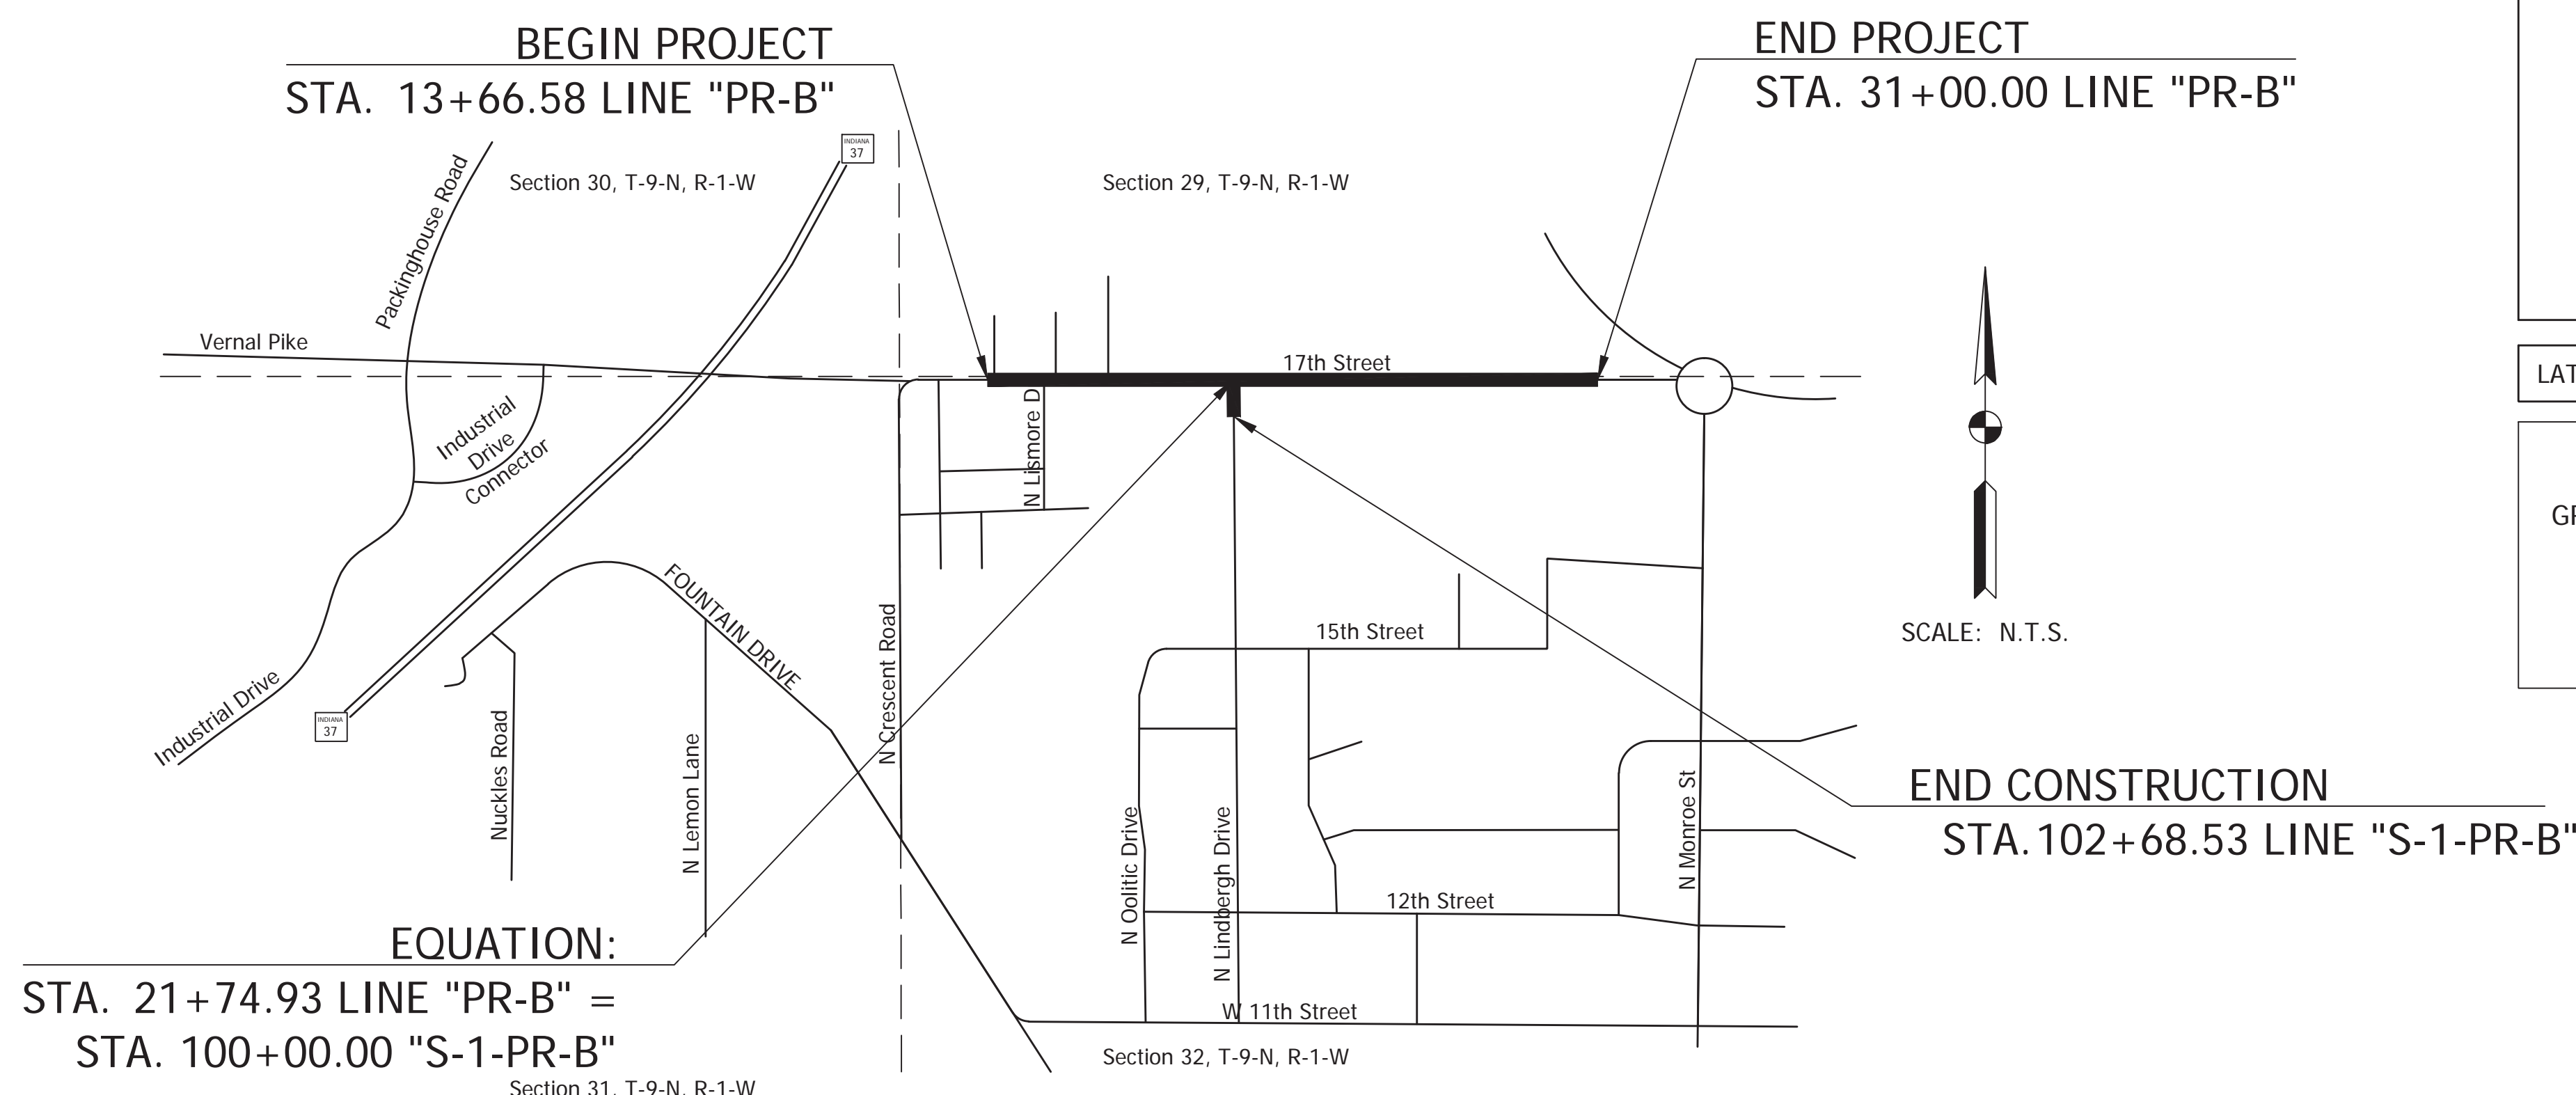 BEGIN PROJECT
STA. 13+66.58 LINE "PR-B"
END PROJECT
STA. 31+00.00 LINE "PR-B"
INDIANA
37
Section 30, T-9-N, R-1-W
Section 29, T-9-N, R-1-W
Packinghouse Road
Vernal Pike
17th Street
LAT
Industrial
Drive
Connector
N Lismore D
GR
FOUNTAIN DRIVE
N Crescent Road
15th Street
SCALE: N.T.S.
Industrial Drive
INDIANA
37
Nuckles Road
N Lemon Lane
N Oolitic Drive
N Lindbergh Drive
N Monroe St
END CONSTRUCTION
STA.102+68.53 LINE "S-1-PR-B"
12th Street
EQUATION:
STA. 21+74.93 LINE "PR-B" =
STA. 100+00.00 "S-1-PR-B"
W 11th Street
Section 32, T-9-N, R-1-W
Section 31, T-9-N, R-1-W